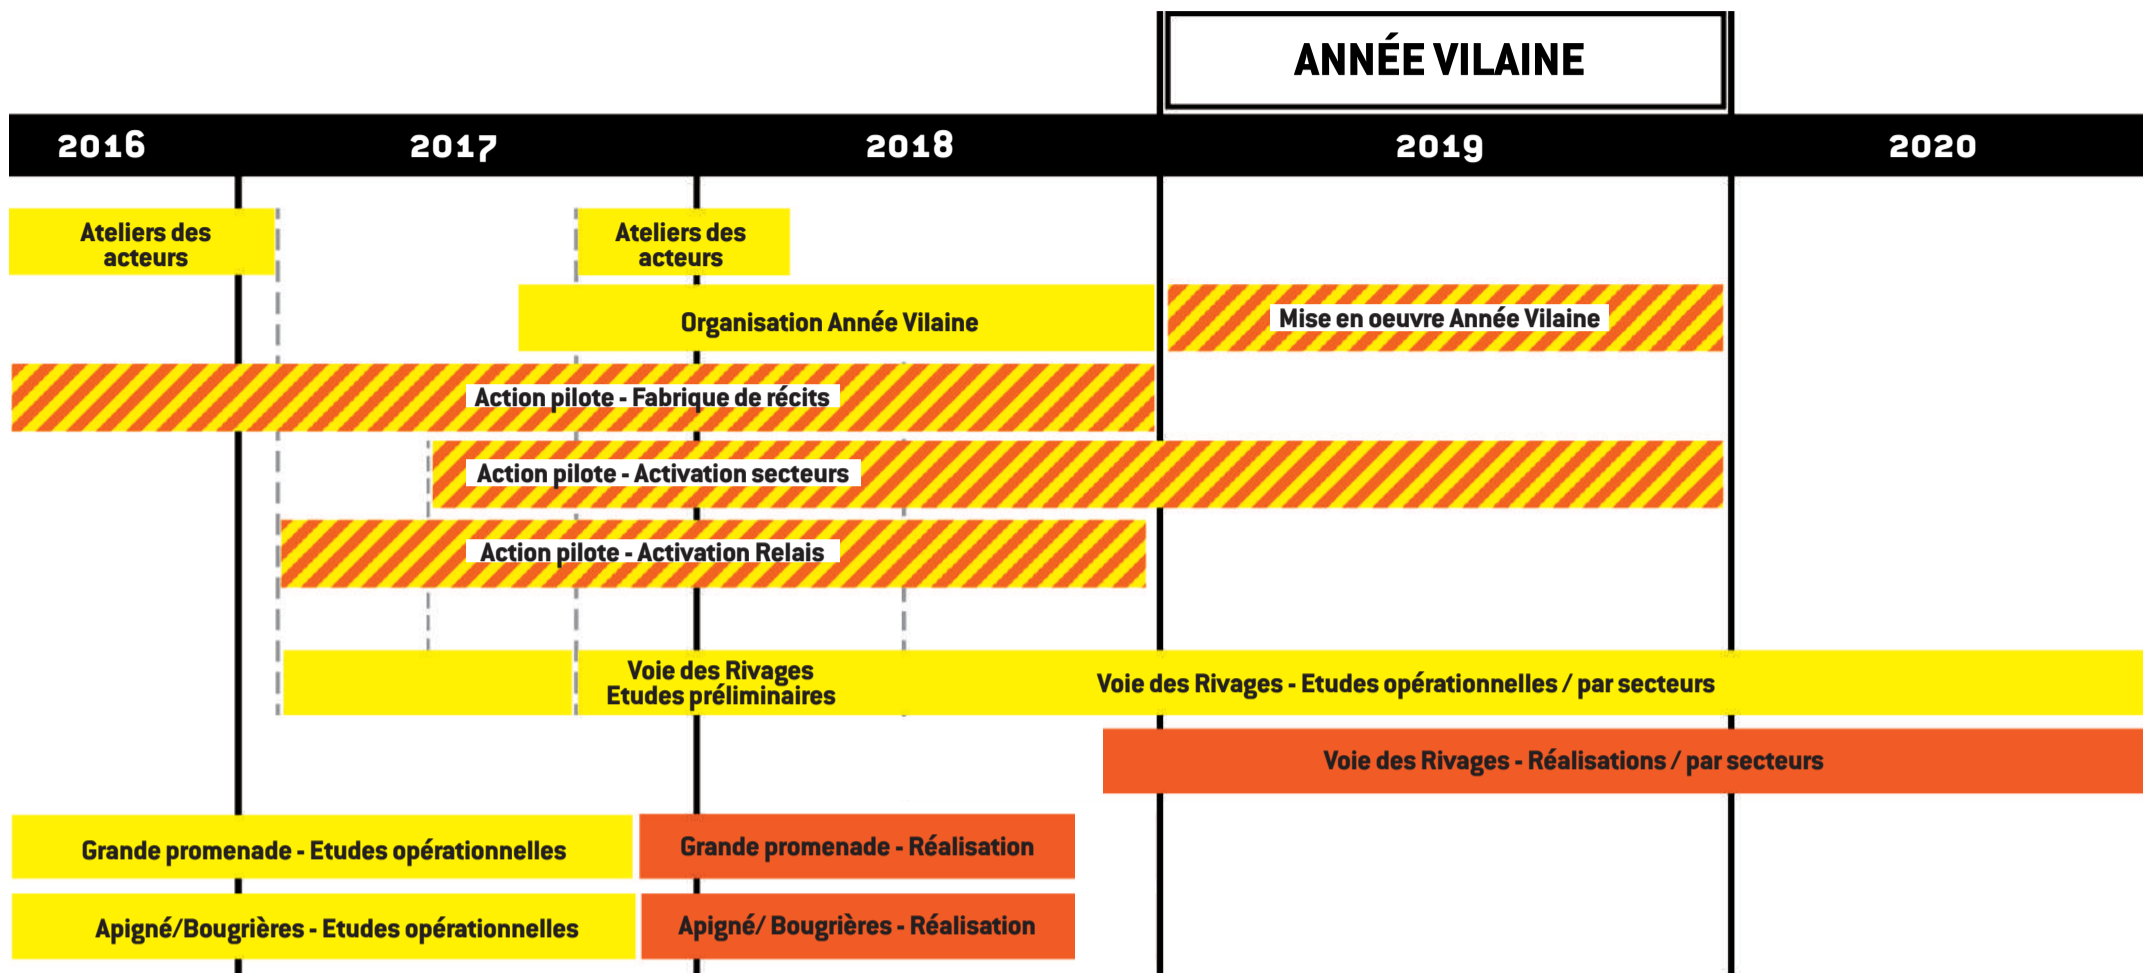 ANNÉE VILAINE
2016 2017 2018 2019 2020
Ateliers des
acteurs
Ateliers des
acteurs
Organisation Année Vilaine
Mise en oeuvre Année Vilaine
Action pilote - Fabrique de récits
Action pilote - Activation secteurs
Action pilote - Activation Relais
Voie des Rivages
Etudes préliminaires
Voie des Rivages - Etudes opérationnelles / par secteurs
Voie des Rivages - Réalisations / par secteurs
Grande promenade - Etudes opérationnelles
Grande promenade - Réalisation
Apigné/Bougrières - Etudes opérationnelles
Apigné/ Bougrières - Réalisation